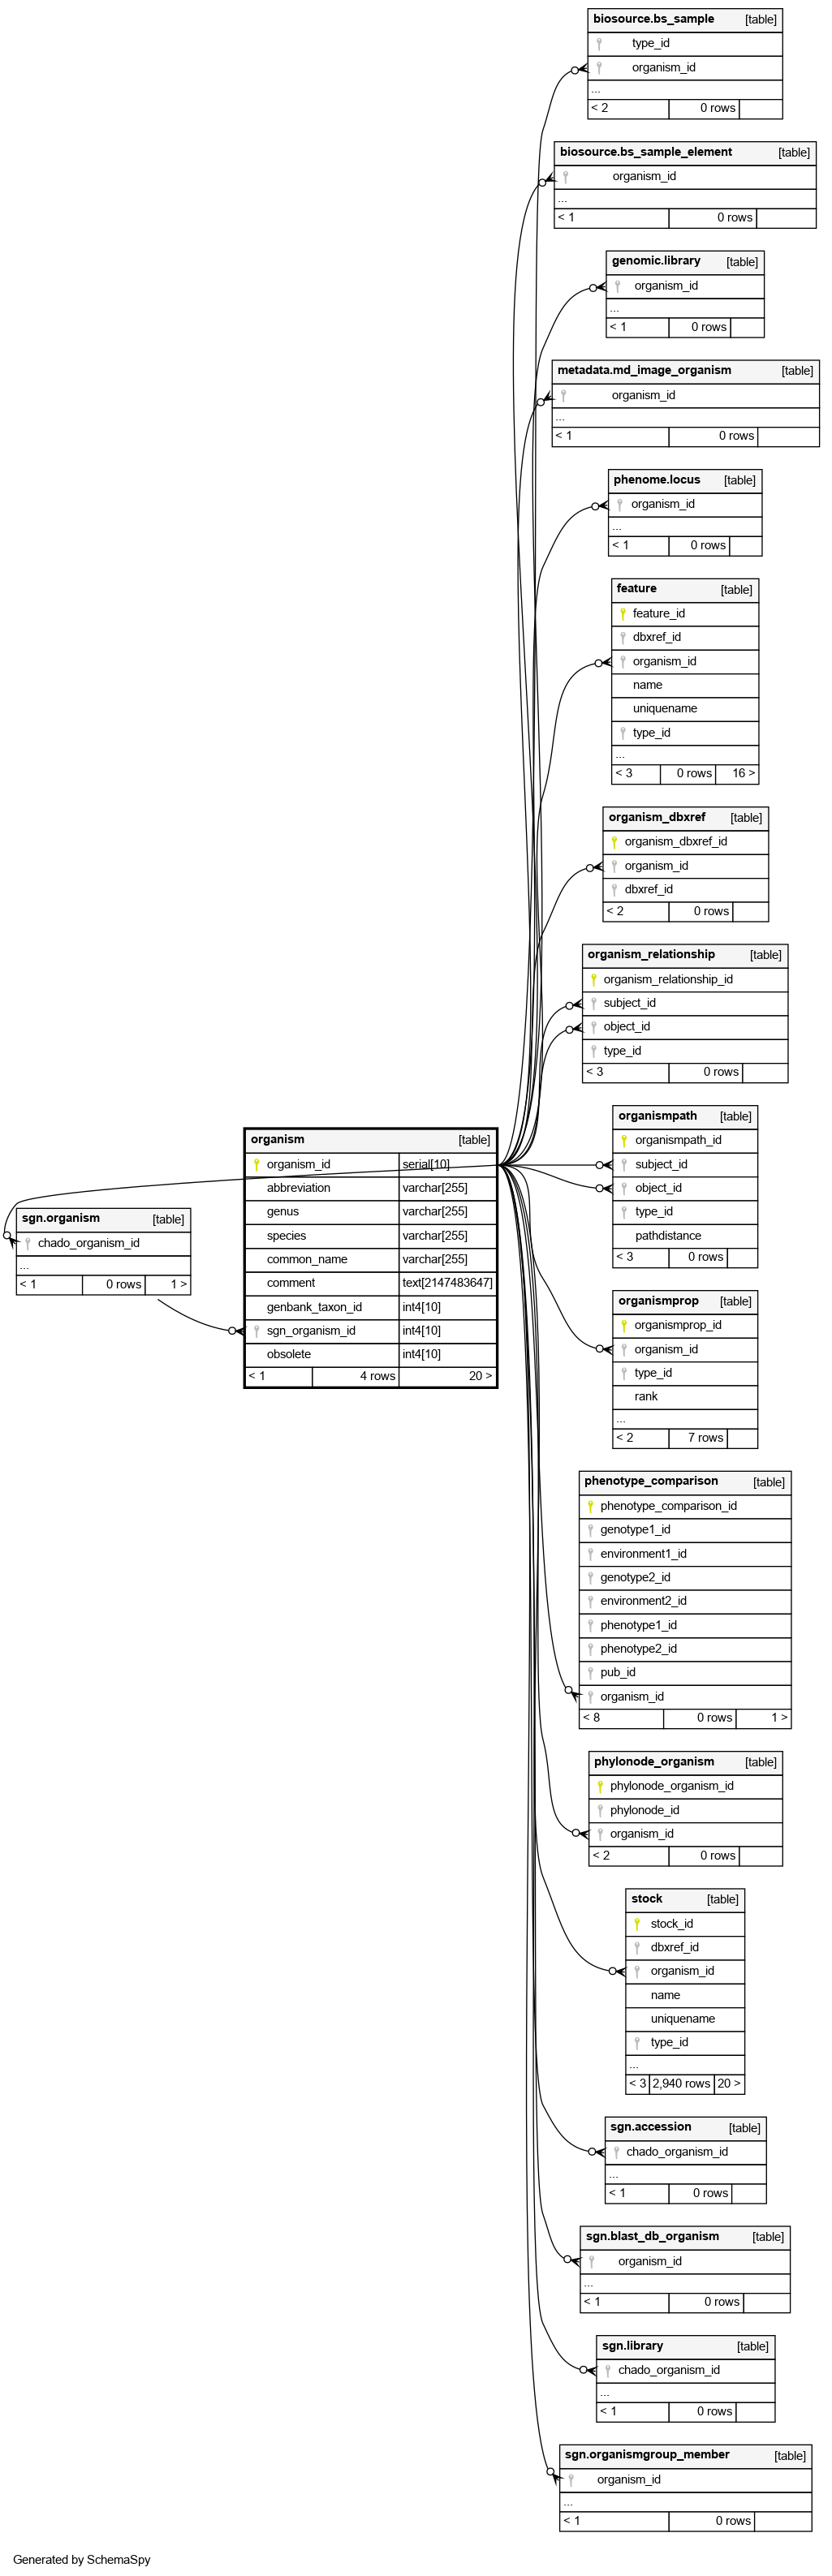 biosource.bs_sample [table]
type_id
organism_id
...
< 2 0 rows
biosource.bs_sample_element [table]
organism_id
...
< 1 0 rows
genomic.library [table]
organism_id
...
< 1 0 rows
metadata.md_image_organism [table]
organism_id
...
< 1 0 rows
phenome.locus [table]
organism_id
...
< 1 0 rows
feature [table]
feature_id
dbxref_id
organism_id
name
uniquename
type_id
...
< 3 0 rows 16 >
organism_dbxref [table]
organism_dbxref_id
organism_id
dbxref_id
< 2 0 rows
organism_relationship [table]
organism_relationship_id
subject_id
object_id
type_id
< 3 0 rows
organismpath [table]
organismpath_id
subject_id
object_id
type_id
pathdistance
< 3 0 rows
organism [table]
organism_id serial[10]
abbreviation varchar[255]
genus varchar[255]
species varchar[255]
common_name varchar[255]
comment text[2147483647]
genbank_taxon_id int4[10]
sgn_organism_id int4[10]
obsolete int4[10]
< 1 4 rows 20 >
sgn.organism [table]
chado_organism_id
...
< 1 0 rows 1 >
organismprop [table]
organismprop_id
organism_id
type_id
rank
...
< 2 7 rows
phenotype_comparison [table]
phenotype_comparison_id
genotype1_id
environment1_id
genotype2_id
environment2_id
phenotype1_id
phenotype2_id
pub_id
organism_id
< 8 0 rows 1 >
phylonode_organism [table]
phylonode_organism_id
phylonode_id
organism_id
< 2 0 rows
stock [table]
stock_id
dbxref_id
organism_id
name
uniquename
type_id
...
< 3 2,940 rows 20 >
sgn.accession [table]
chado_organism_id
...
< 1 0 rows
sgn.blast_db_organism [table]
organism_id
...
< 1 0 rows
sgn.library [table]
chado_organism_id
...
< 1 0 rows
sgn.organismgroup_member [table]
organism_id
...
< 1 0 rows
Generated by SchemaSpy